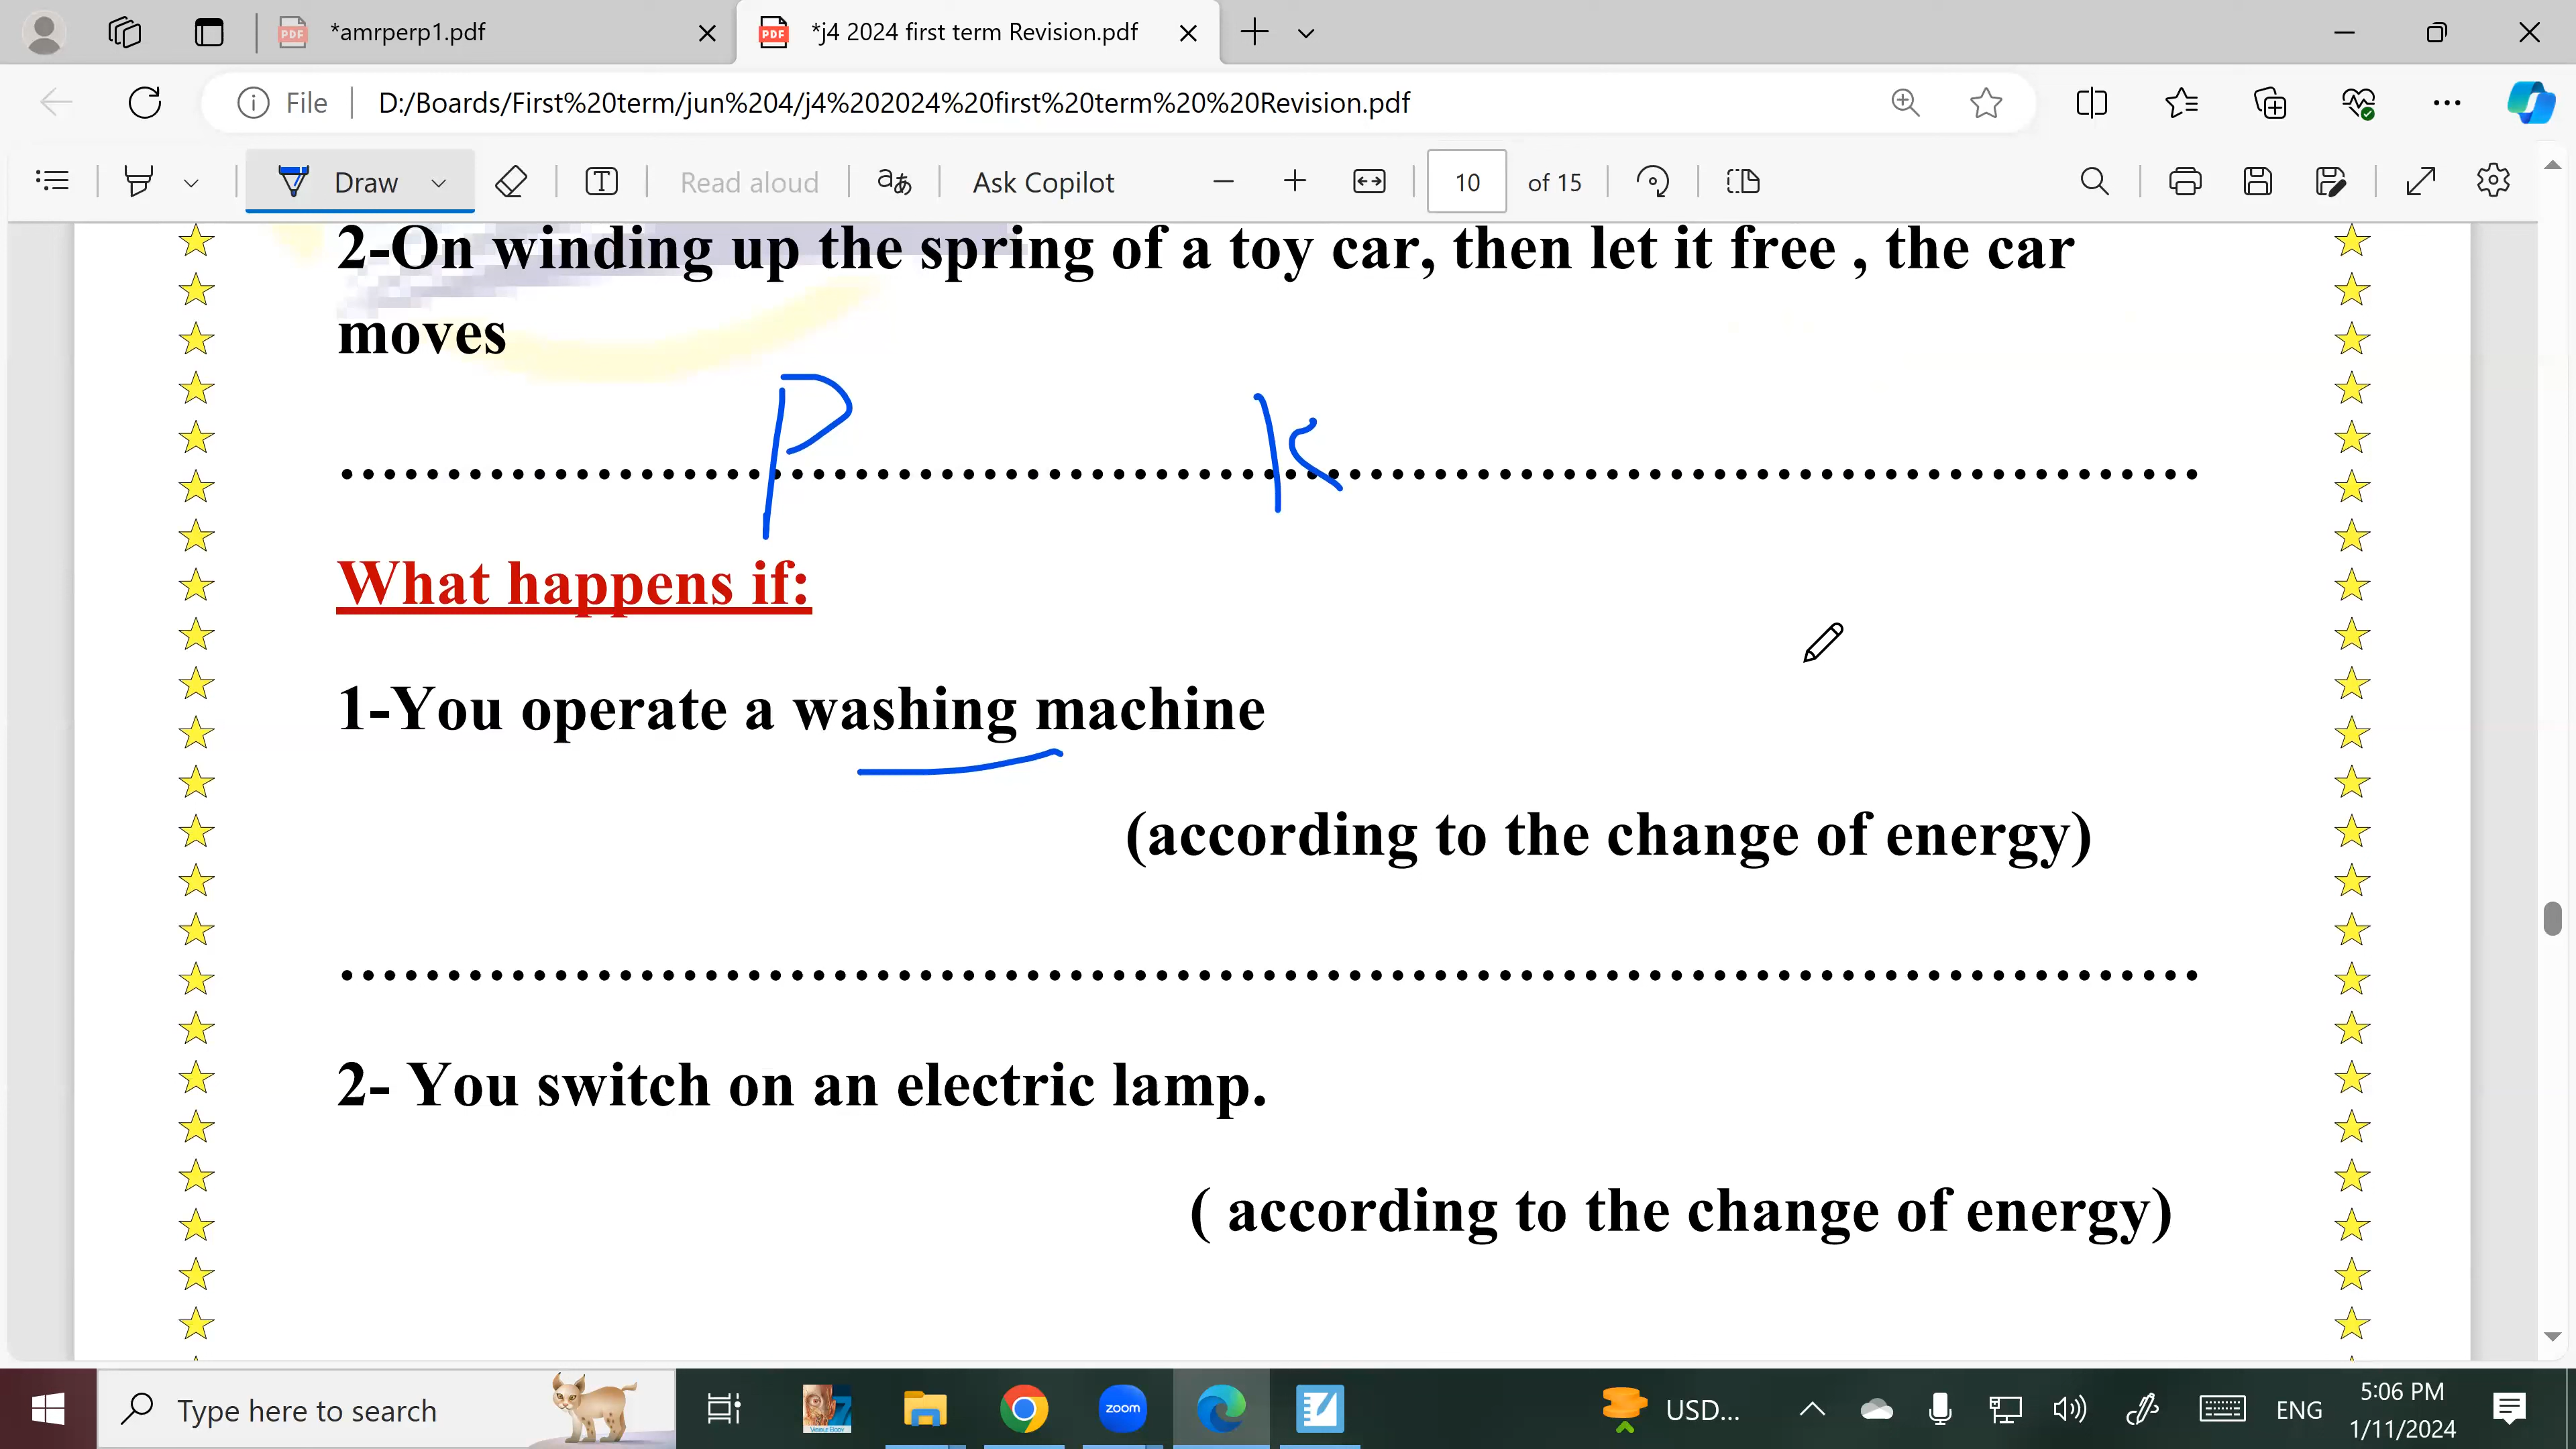 *amrperp1.pdf
*j4 2024 first term Revision.pdf
File
D:/Boards/First%20term/jun%204/j4%202024%20first%20term%20%20Revision.pdf
Draw
Read aloud
aあ
Ask Copilot
10
of 15
2-On winding up the spring of a toy car, then let it free , the car
moves
P K
................................................................................
What happens if:
1-You operate a washing machine
(according to the change of energy)
................................................................................
2- You switch on an electric lamp.
( according to the change of energy)
Type here to search
zoom
USD...
ENG
5:06 PM
1/11/2024